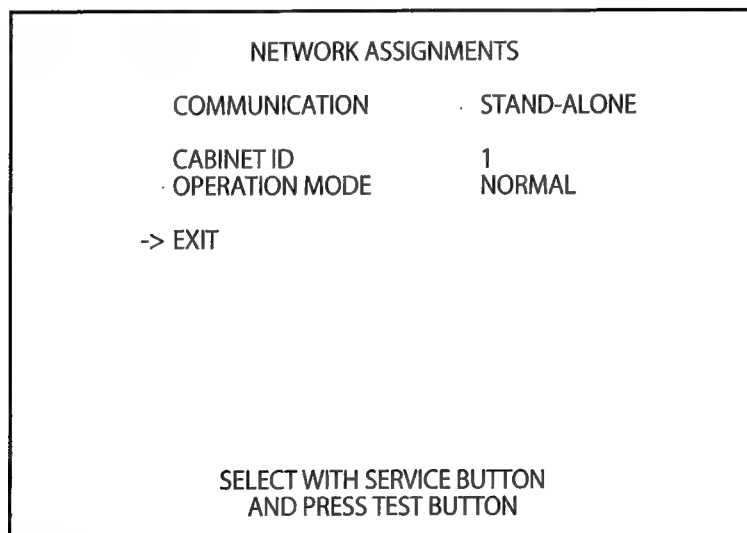 NETWORK ASSIGNMENTS
COMMUNICATION STAND-ALONE
CABINET ID 1
OPERATION MODE NORMAL
-> EXIT
SELECT WITH SERVICE BUTTON
AND PRESS TEST BUTTON